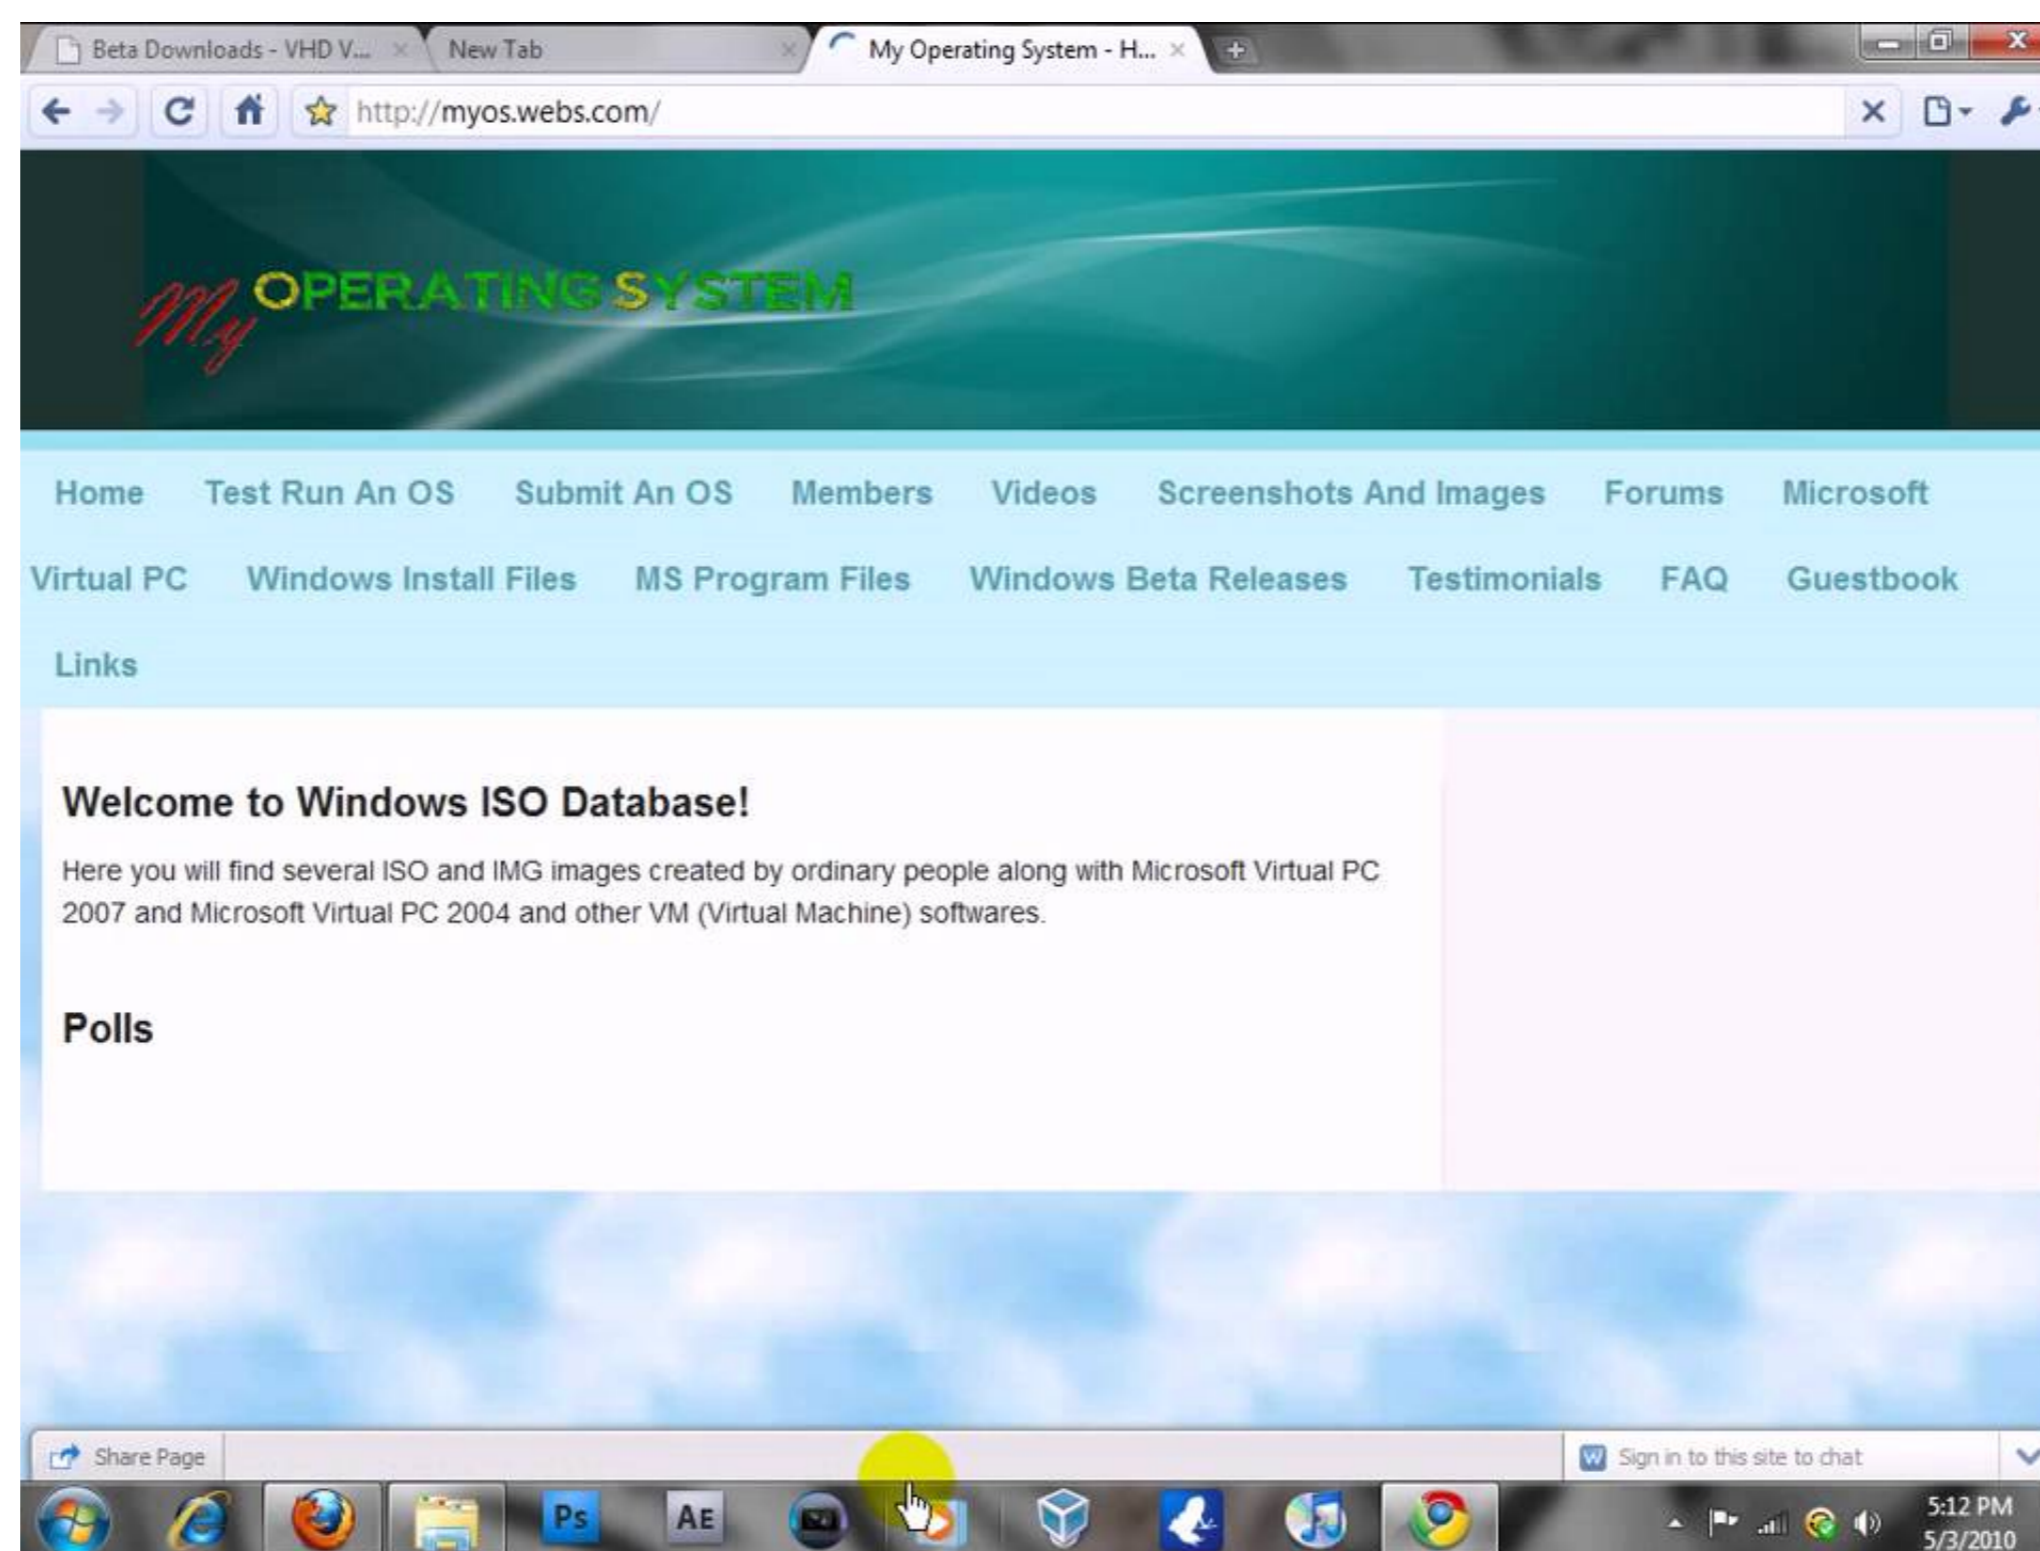 Beta Downloads - VHD V...
New Tab
My Operating System - H...
http://myos.webs.com/
My OPERATING SYSTEM
Home Test Run An OS Submit An OS Members Videos Screenshots And Images Forums Microsoft
Virtual PC Windows Install Files MS Program Files Windows Beta Releases Testimonials FAQ Guestbook
Links
Welcome to Windows ISO Database!
Here you will find several ISO and IMG images created by ordinary people along with Microsoft Virtual PC
2007 and Microsoft Virtual PC 2004 and other VM (Virtual Machine) softwares.
Polls
Share Page
W Sign in to this site to chat
Ps AE
5:12 PM
5/3/2010